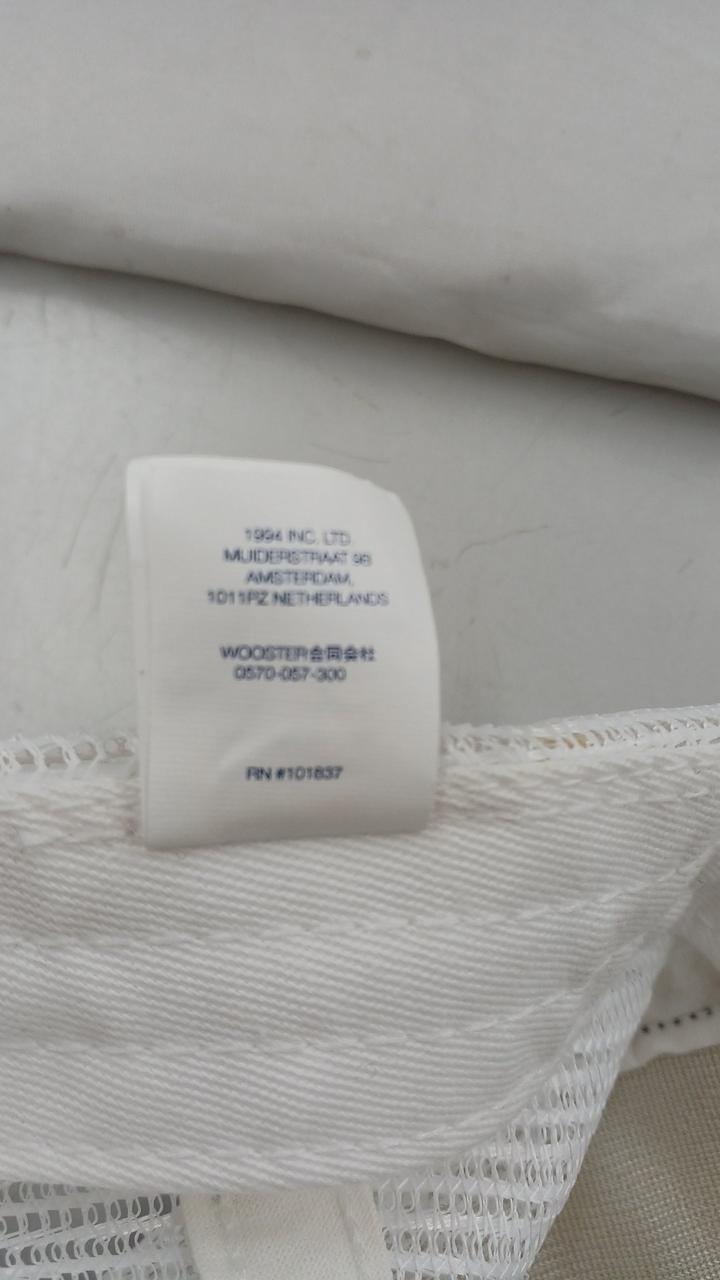 1994 INC. LTD.
MUIDERSTRAAT 9B
AMSTERDAM,
1011PZ NETHERLANDS
WOOSTER合同会社
0570-057-300
RN #101837